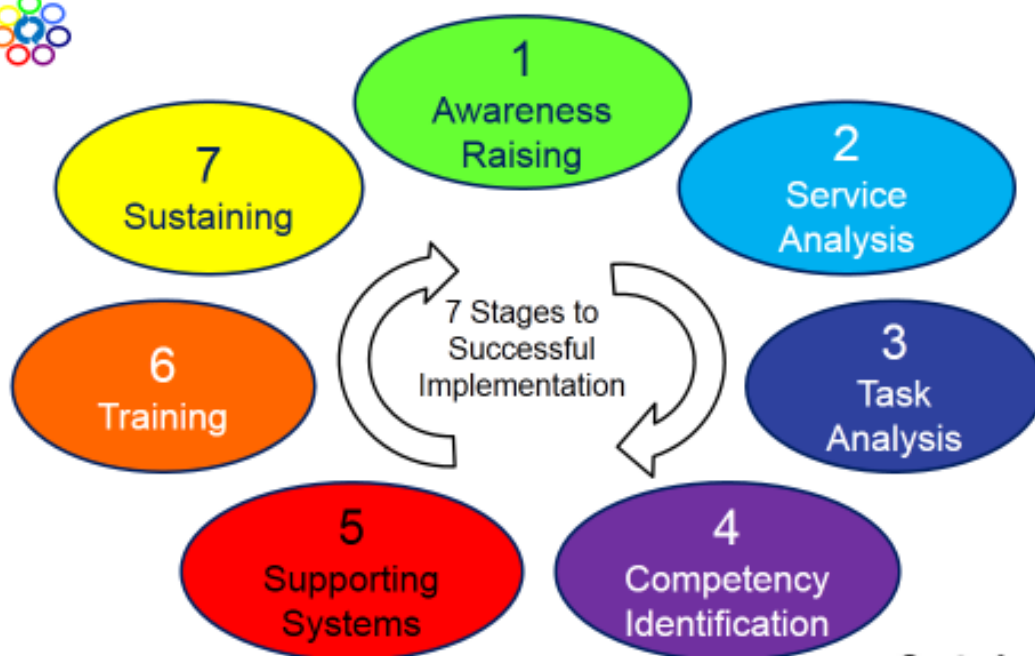 1
Awareness
Raising
2
Service
Analysis
3
Task
Analysis
4
Competency
Identification
5
Supporting
Systems
6
Training
7
Sustaining
7 Stages to
Successful
Implementation